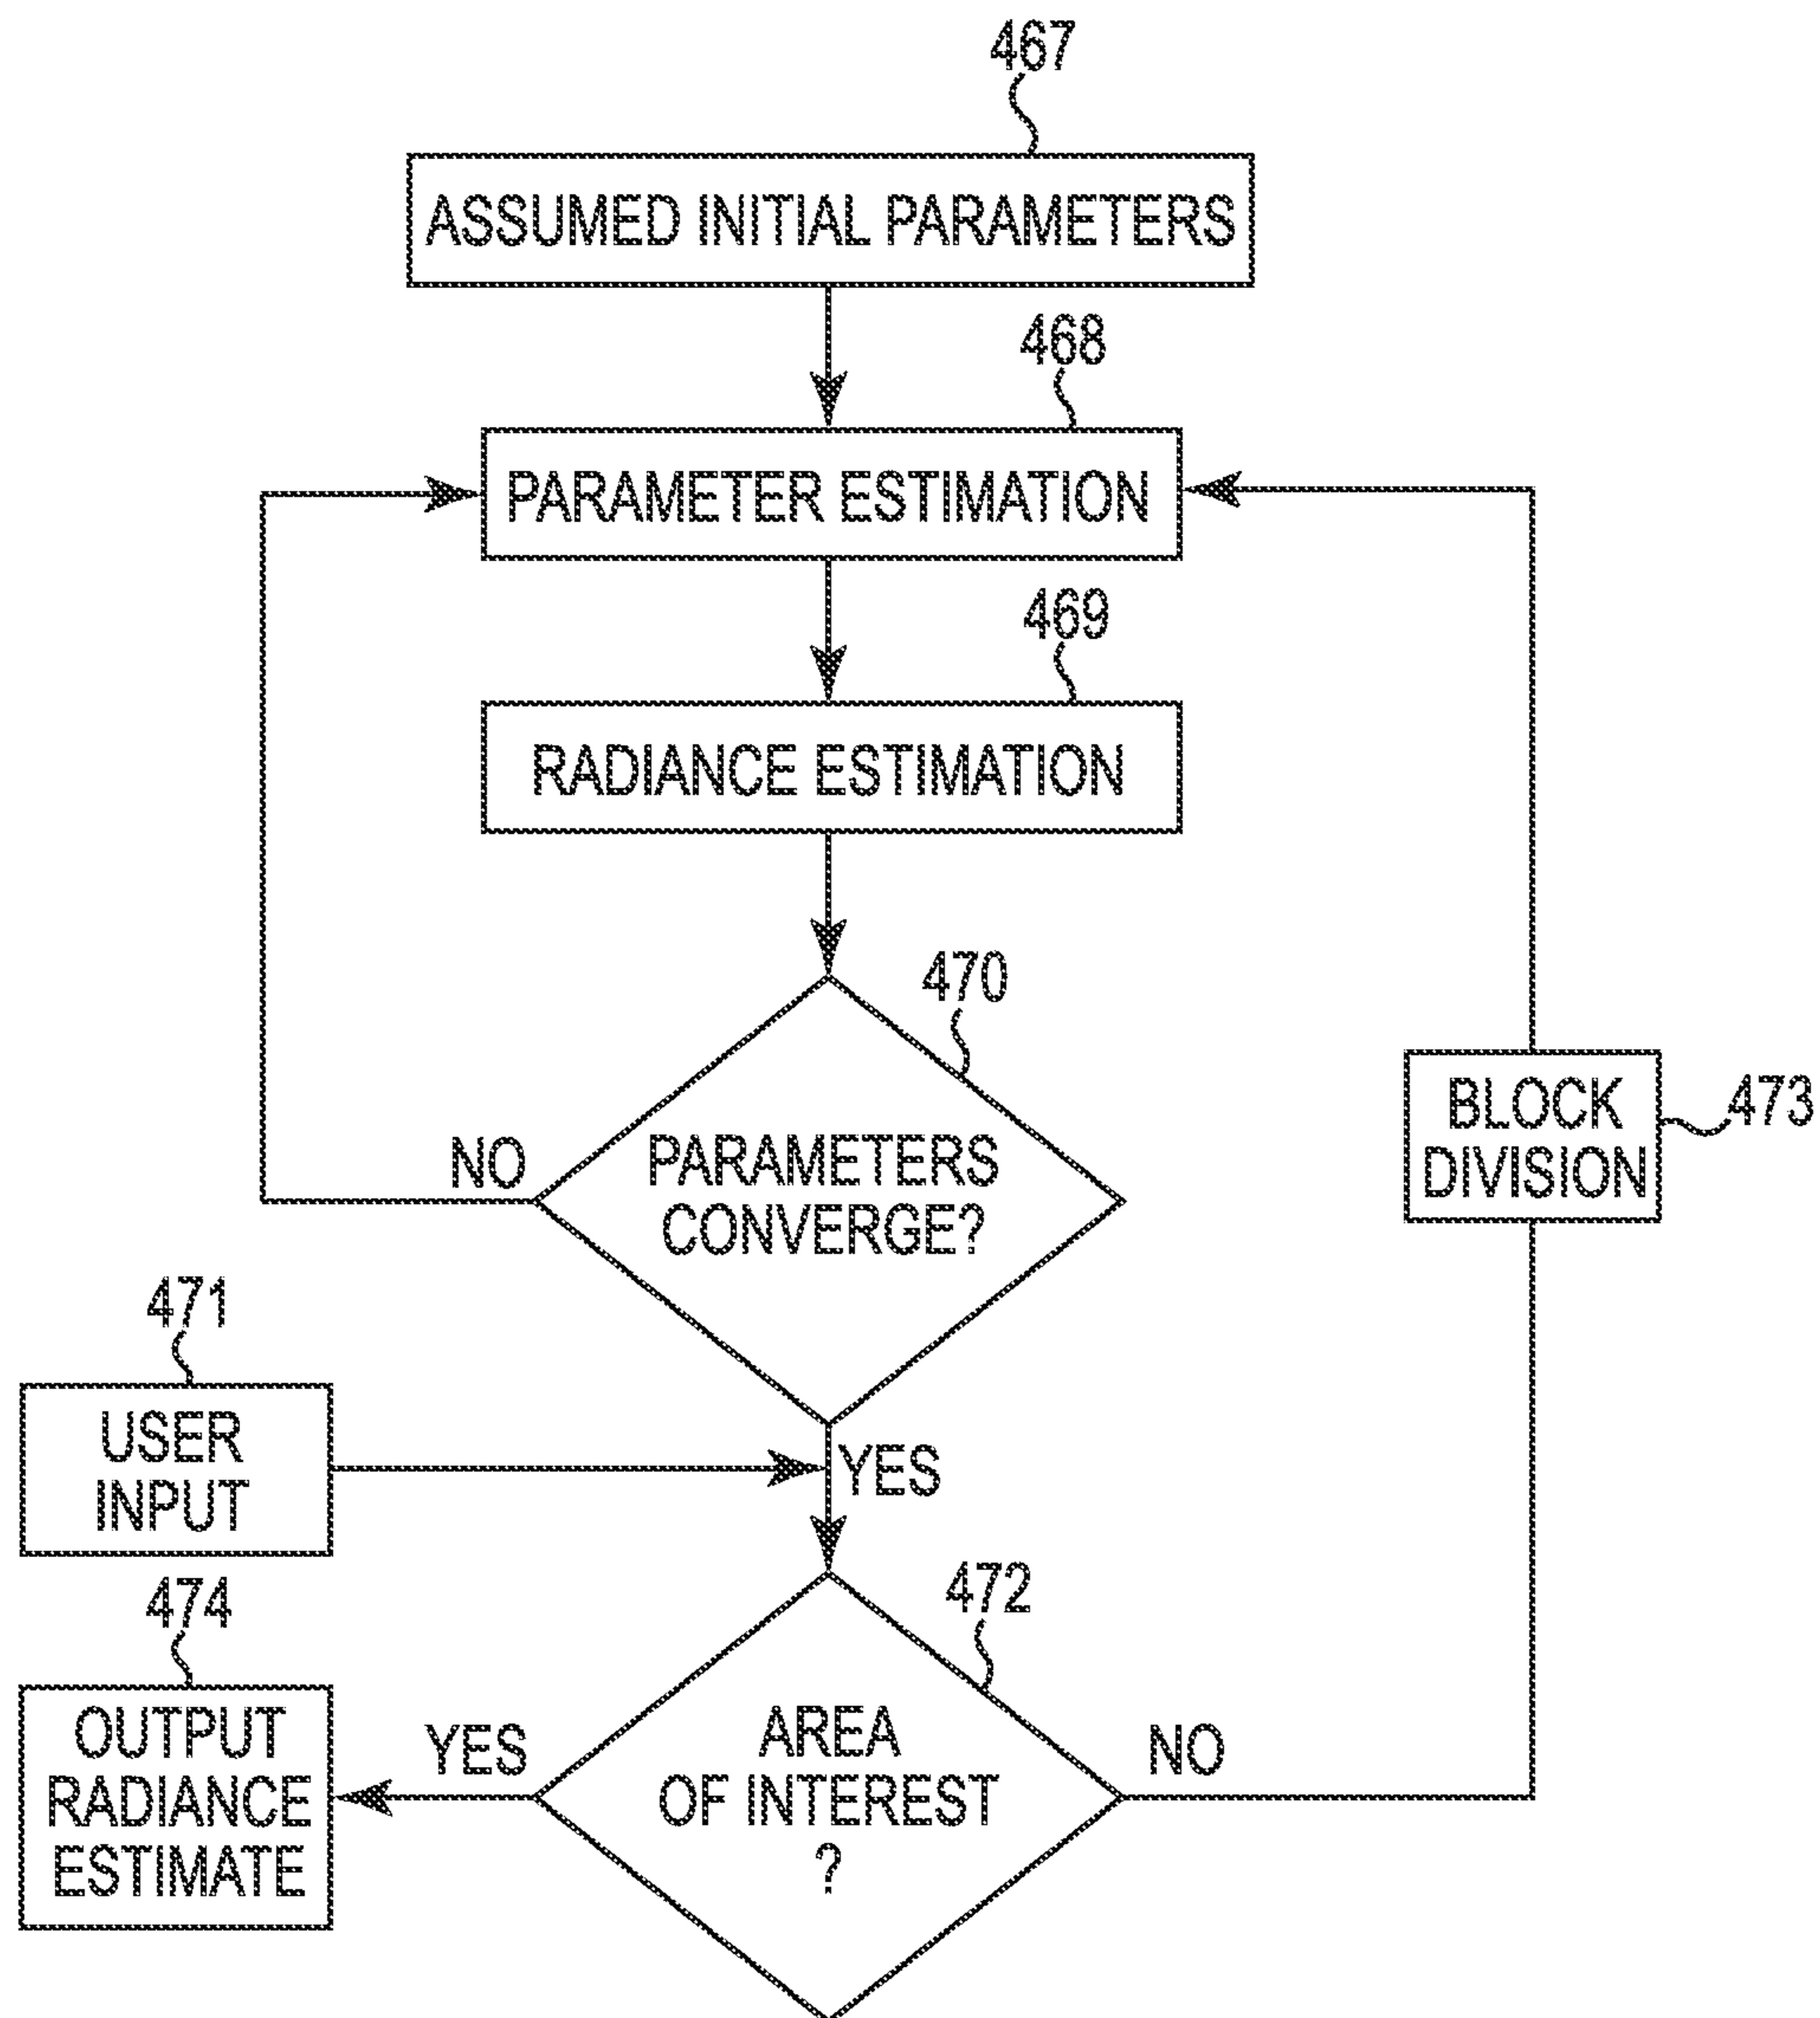 467
ASSUMED INITIAL PARAMETERS
468
PARAMETER ESTIMATION
469
RADIANCE ESTIMATION
470
PARAMETERS
CONVERGE?
NO
BLOCK
DIVISION
473
471
USER
INPUT
YES
472
AREA
OF INTEREST
?
YES
NO
474
OUTPUT
RADIANCE
ESTIMATE